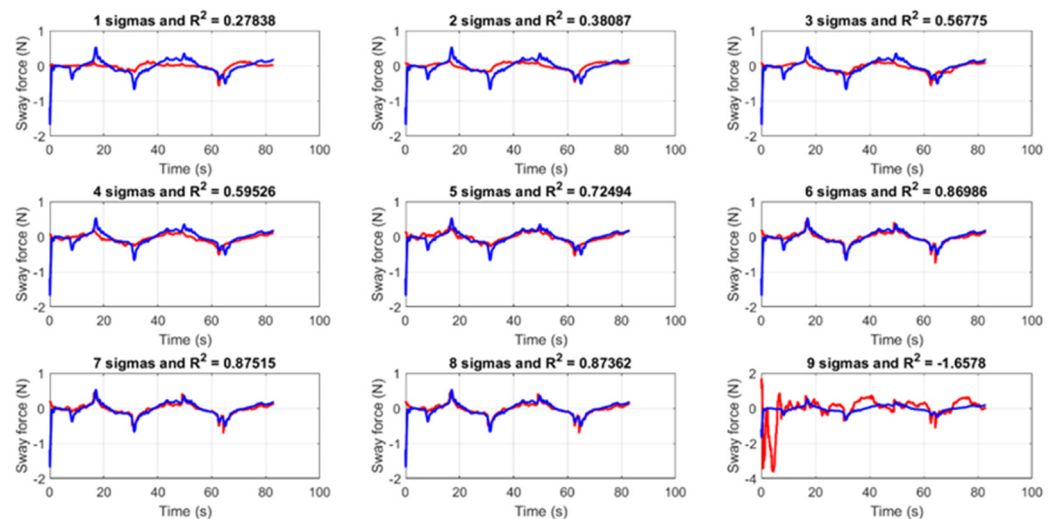 1 sigmas and R² = 0.27838
2 sigmas and R² = 0.38087
3 sigmas and R² = 0.56775
Sway force (N)
1
0
-1
-2
0 20 40 60 80 100
Time (s)
Sway force (N)
1
0
-1
-2
0 20 40 60 80 100
Time (s)
Sway force (N)
1
0
-1
-2
0 20 40 60 80 100
Time (s)
4 sigmas and R² = 0.59526
5 sigmas and R² = 0.72494
6 sigmas and R² = 0.86986
Sway force (N)
1
0
-1
-2
0 20 40 60 80 100
Time (s)
Sway force (N)
1
0
-1
-2
0 20 40 60 80 100
Time (s)
Sway force (N)
1
0
-1
-2
0 20 40 60 80 100
Time (s)
7 sigmas and R² = 0.87515
8 sigmas and R² = 0.87362
9 sigmas and R² = -1.6578
Sway force (N)
1
0
-1
-2
0 20 40 60 80 100
Time (s)
Sway force (N)
1
0
-1
-2
0 20 40 60 80 100
Time (s)
Sway force (N)
2
0
-2
-4
0 20 40 60 80 100
Time (s)